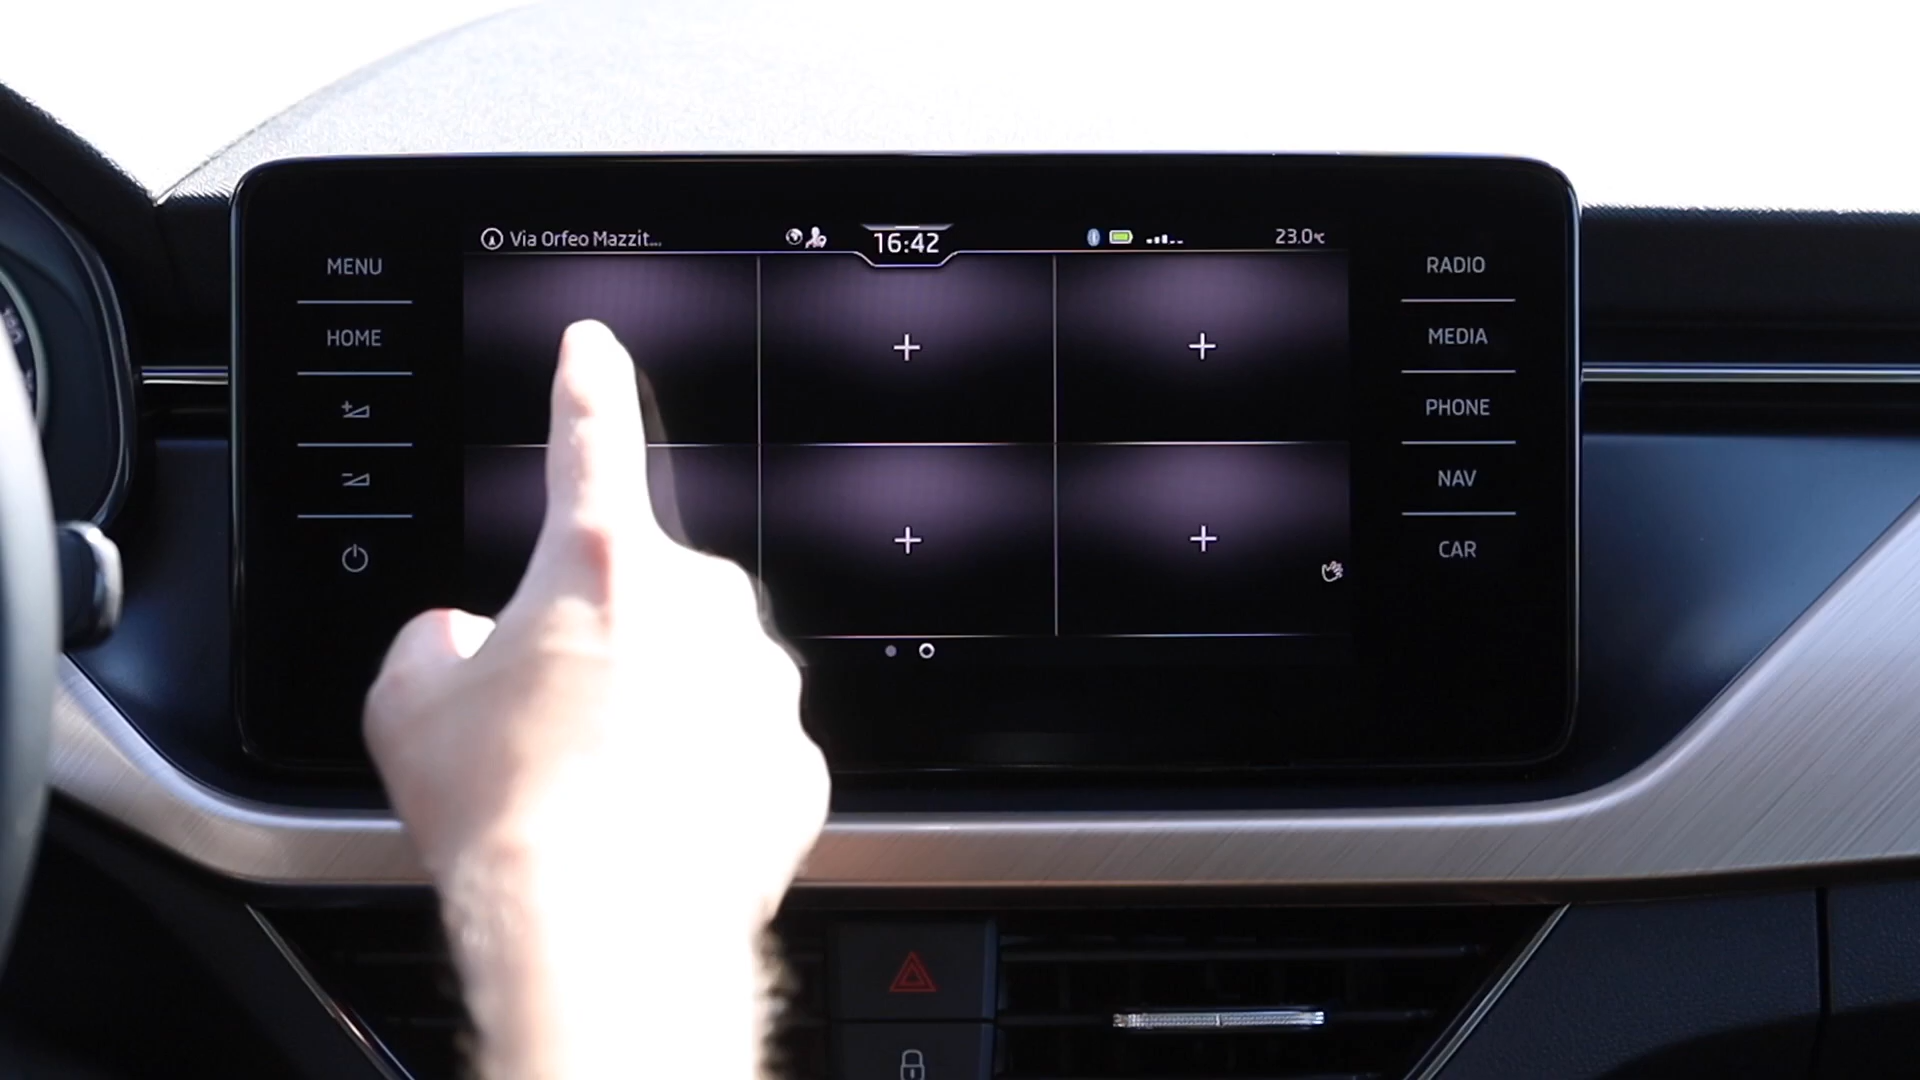 Via Orfeo Mazzit...
16:42
23.0°C
MENU
HOME
RADIO
MEDIA
PHONE
NAV
CAR